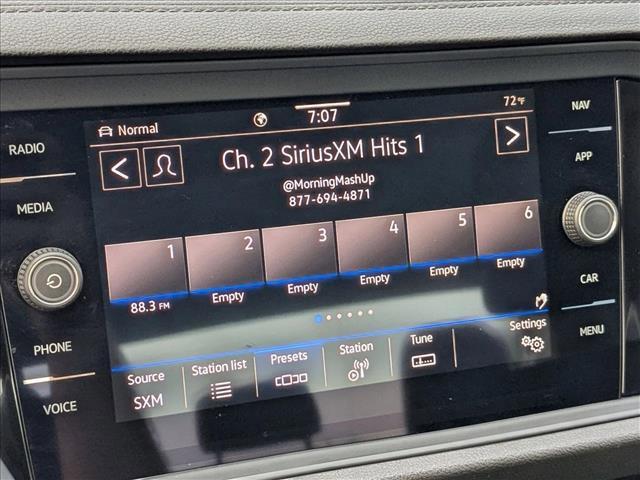 72°F
Normal
7:07
NAV
RADIO
Ch. 2 SiriusXM Hits 1
APP
@MorningMashUp
877-694-4871
MEDIA
1 2 3 4 5 6
88.3 FM Empty Empty Empty Empty Empty
CAR
PHONE
Source Station list Presets Station Tune Settings
MENU
SXM
VOICE